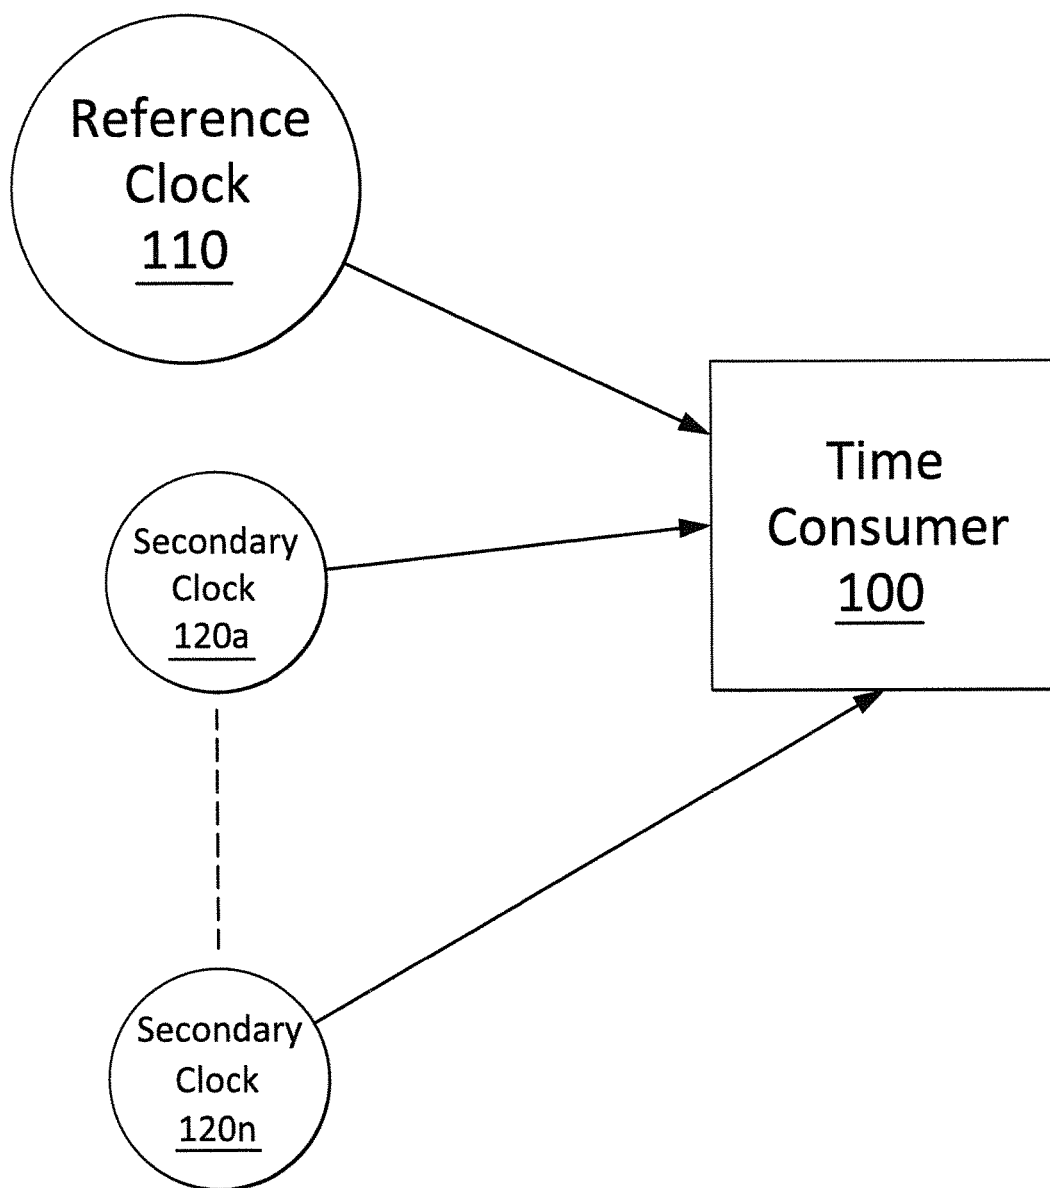 Reference
Clock
110
Secondary
Clock
120a
Time
Consumer
100
Secondary
Clock
120n